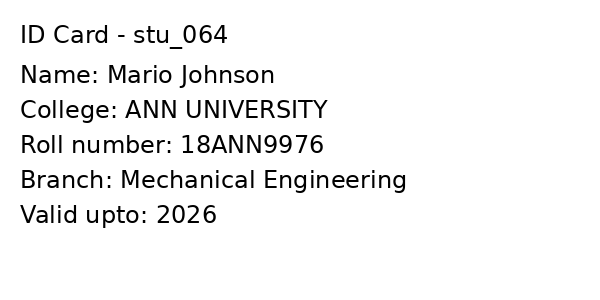 ID Card - stu_064
Name: Mario Johnson
College: ANN UNIVERSITY
Roll number: 18ANN9976
Branch: Mechanical Engineering
Valid upto: 2026